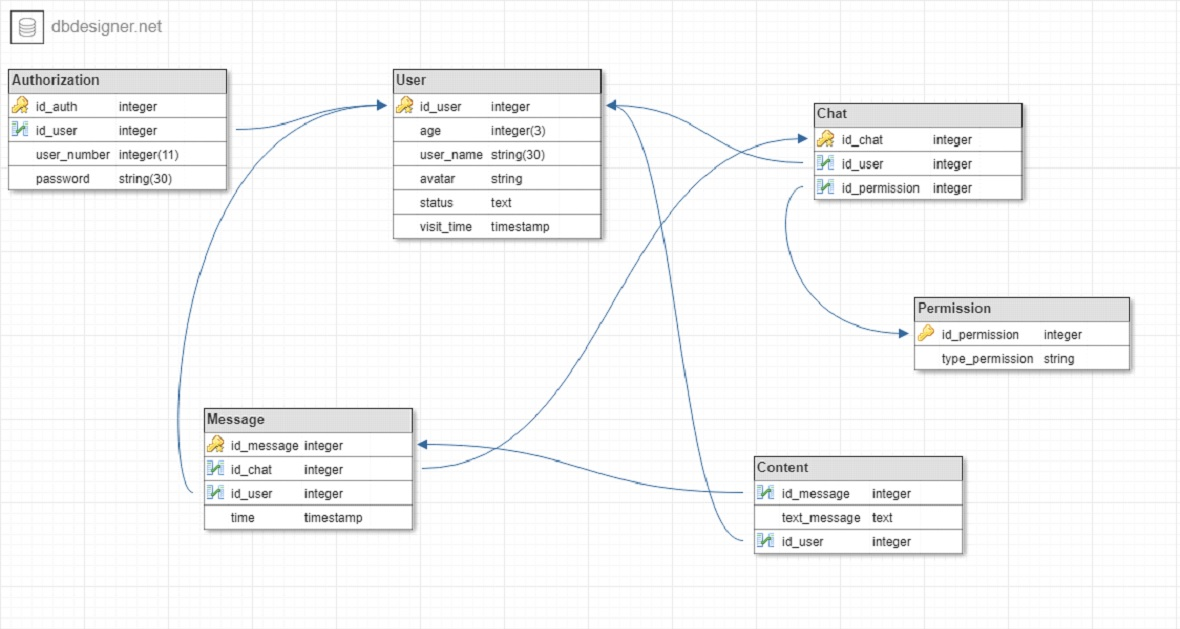 dbdesigner.net
Authorization
id_auth integer
id_user integer
user_number integer(11)
password string(30)
User
id_user integer
age integer(3)
user_name string(30)
avatar string
status text
visit_time timestamp
Chat
id_chat integer
id_user integer
id_permission integer
Permission
id_permission integer
type_permission string
Message
id_message integer
id_chat integer
id_user integer
time timestamp
Content
id_message integer
text_message text
id_user integer